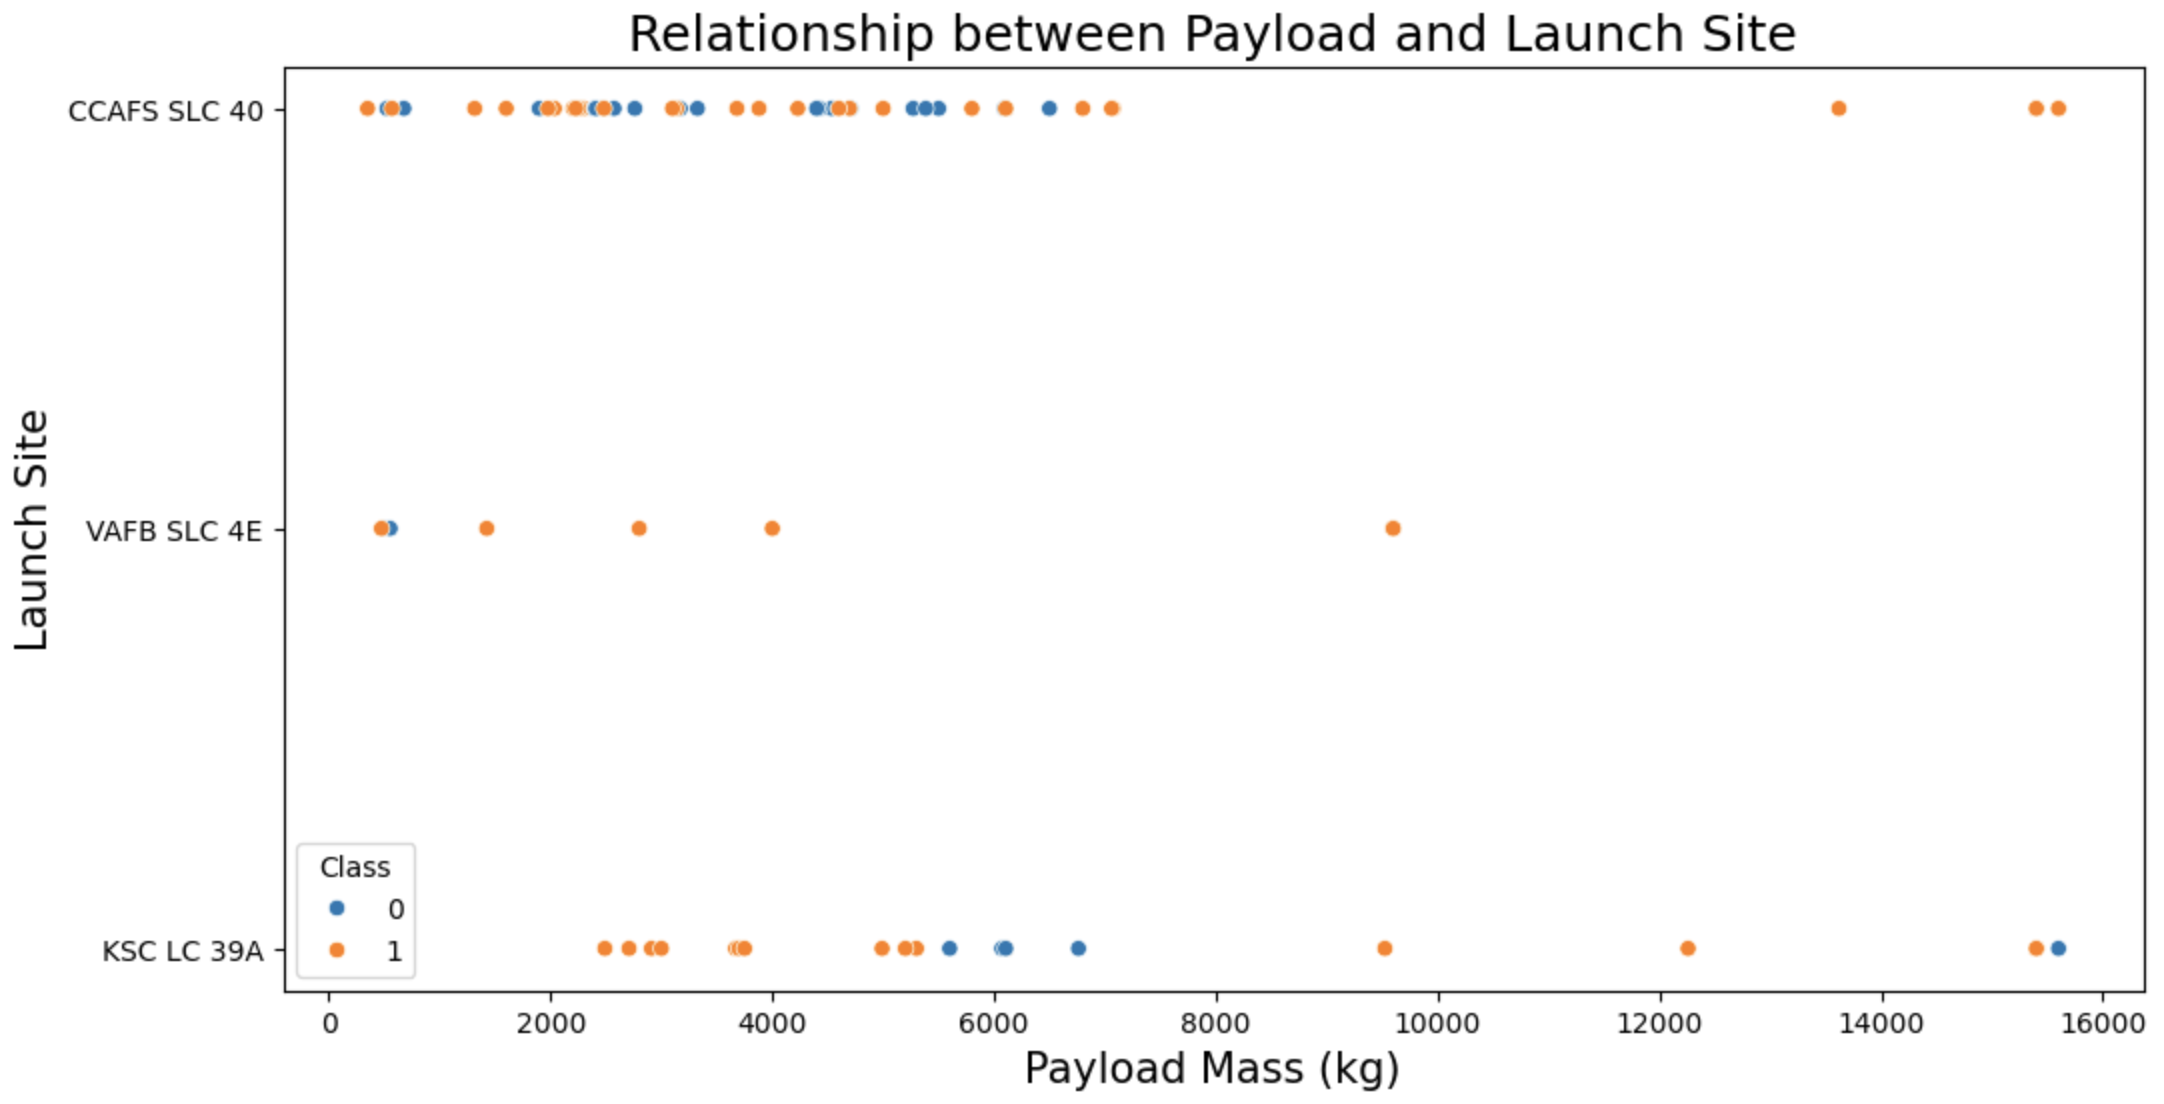 Relationship between Payload and Launch Site
CCAFS SLC 40
VAFB SLC 4E
KSC LC 39A
Launch Site
Class
0
1
0 2000 4000 6000 8000 10000 12000 14000 16000
Payload Mass (kg)